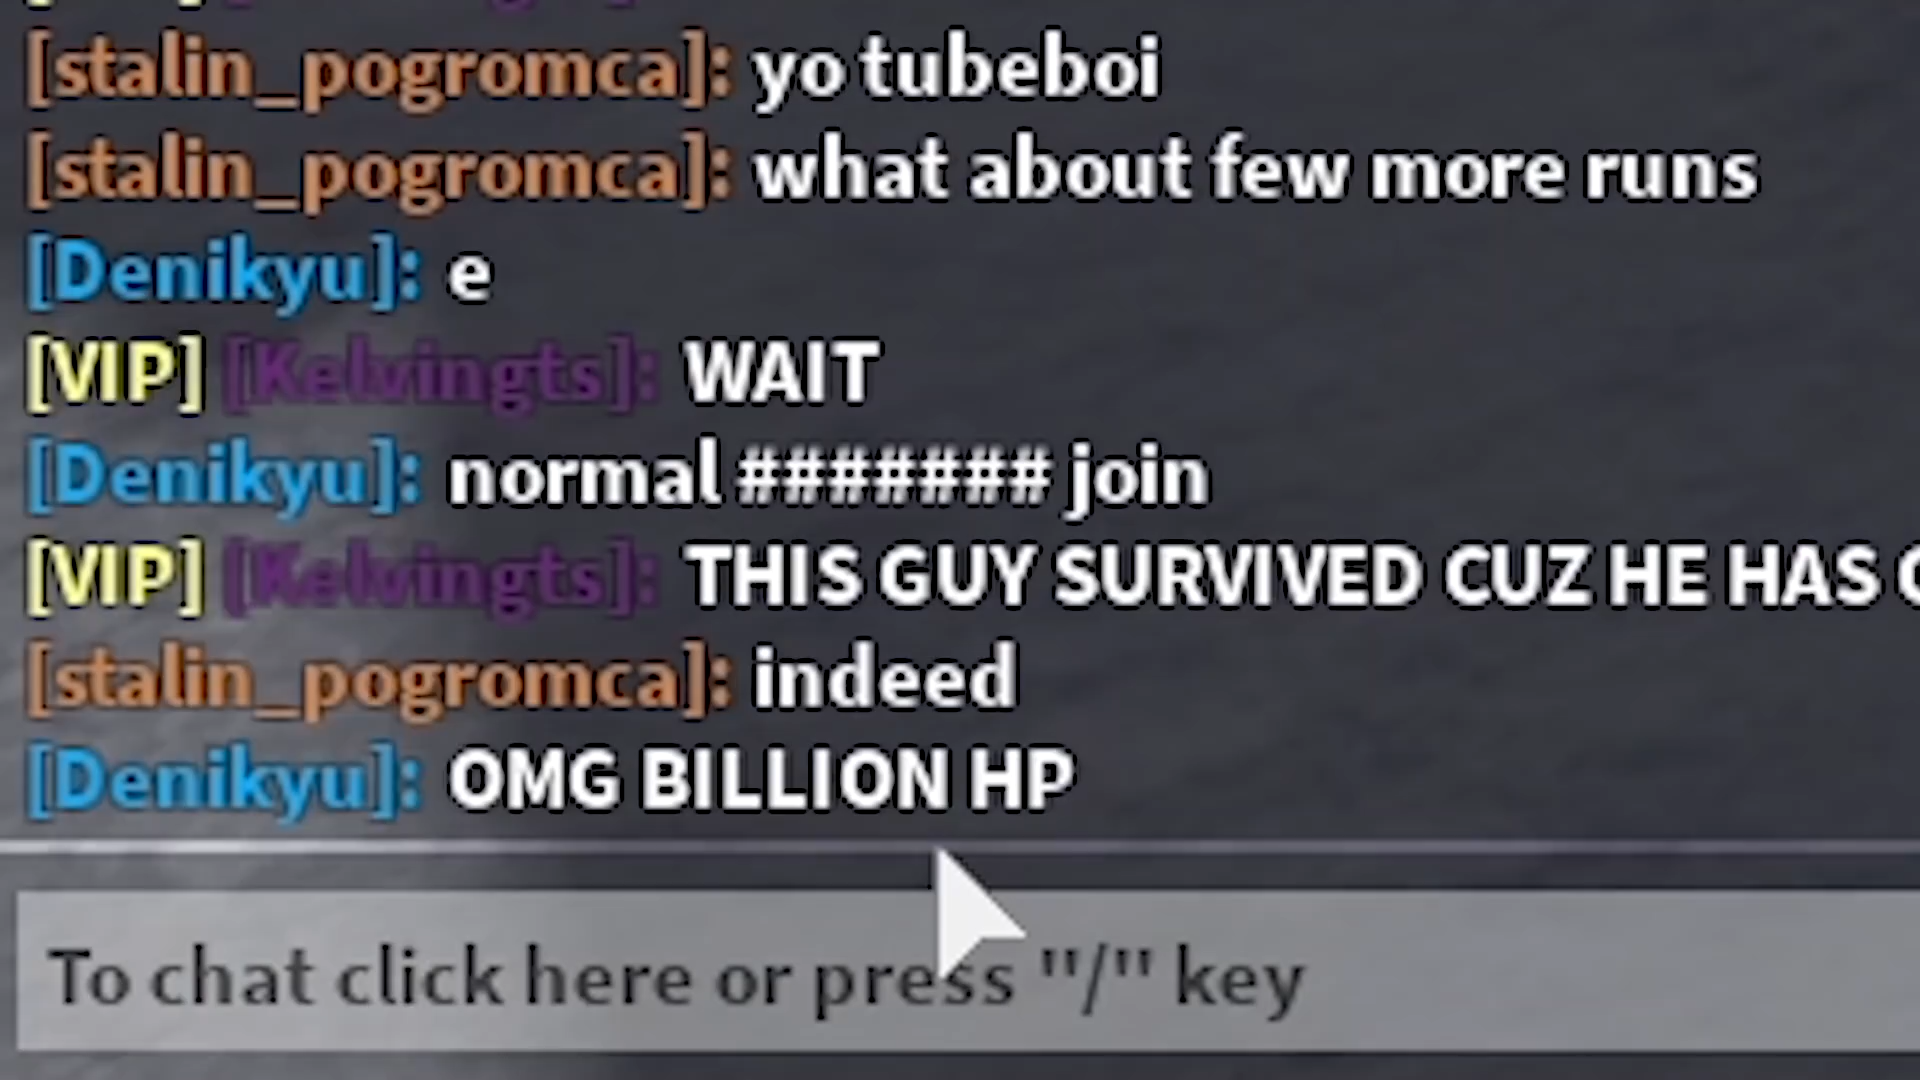 [stalin_pogromca]: yo tubeboi
[stalin_pogromca]: what about few more runs
[Denikyu]: e
[VIP] [Kelvingts]: WAIT
[Denikyu]: normal ####### join
[VIP] [Kelvingts]: THIS GUY SURVIVED CUZ HE HAS
[stalin_pogromca]: indeed
[Denikyu]: OMG BILLION HP
To chat click here or press "/" key